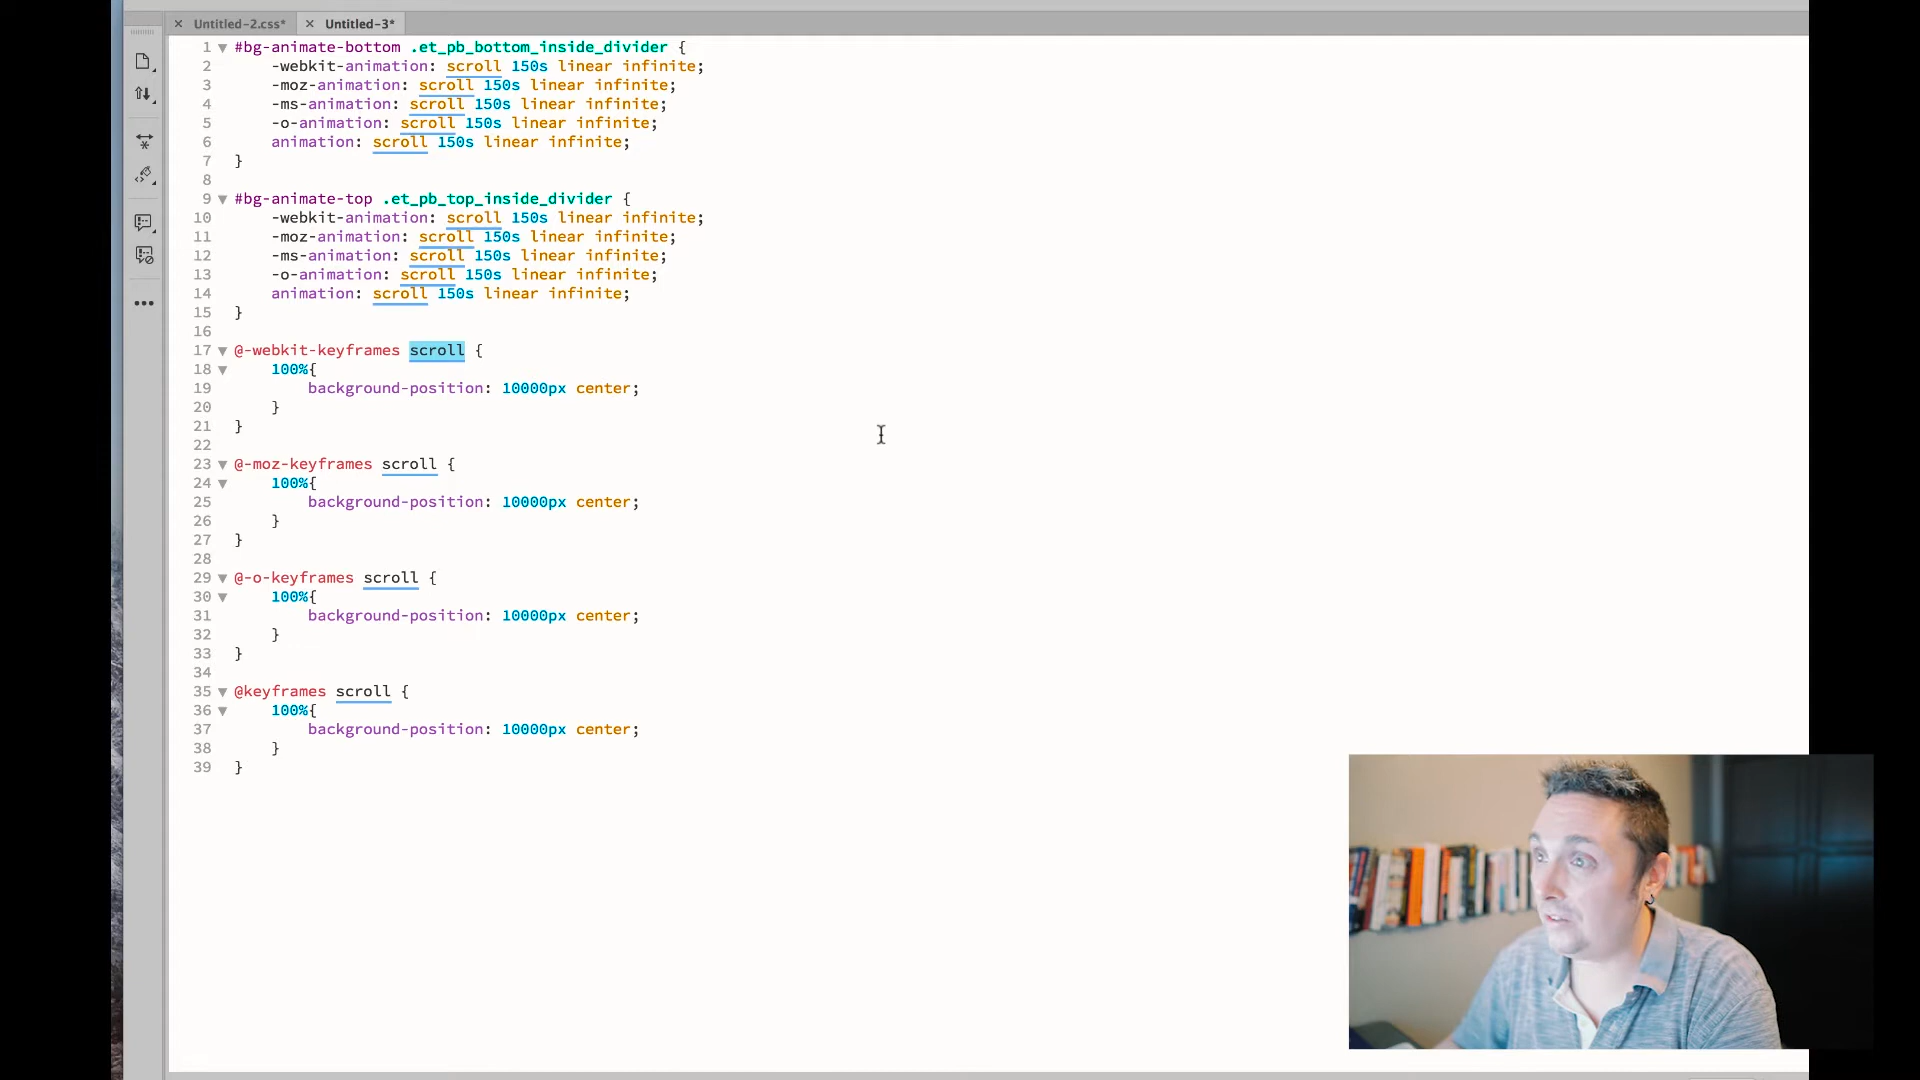 Untitled-2.css* Untitled-3*
1 #bg-animate-bottom .et_pb_bottom_inside_divider {
2 -webkit-animation: scroll 150s linear infinite;
3 -moz-animation: scroll 150s linear infinite;
4 -ms-animation: scroll 150s linear infinite;
5 -o-animation: scroll 150s linear infinite;
6 animation: scroll 150s linear infinite;
7 }
8
9 #bg-animate-top .et_pb_top_inside_divider {
10 -webkit-animation: scroll 150s linear infinite;
11 -moz-animation: scroll 150s linear infinite;
12 -ms-animation: scroll 150s linear infinite;
13 -o-animation: scroll 150s linear infinite;
14 animation: scroll 150s linear infinite;
15 }
16
17 @-webkit-keyframes scroll {
18 100%{
19 background-position: 10000px center;
20 }
21 }
22
23 @-moz-keyframes scroll {
24 100%{
25 background-position: 10000px center;
26 }
27 }
28
29 @-o-keyframes scroll {
30 100%{
31 background-position: 10000px center;
32 }
33 }
34
35 @keyframes scroll {
36 100%{
37 background-position: 10000px center;
38 }
39 }